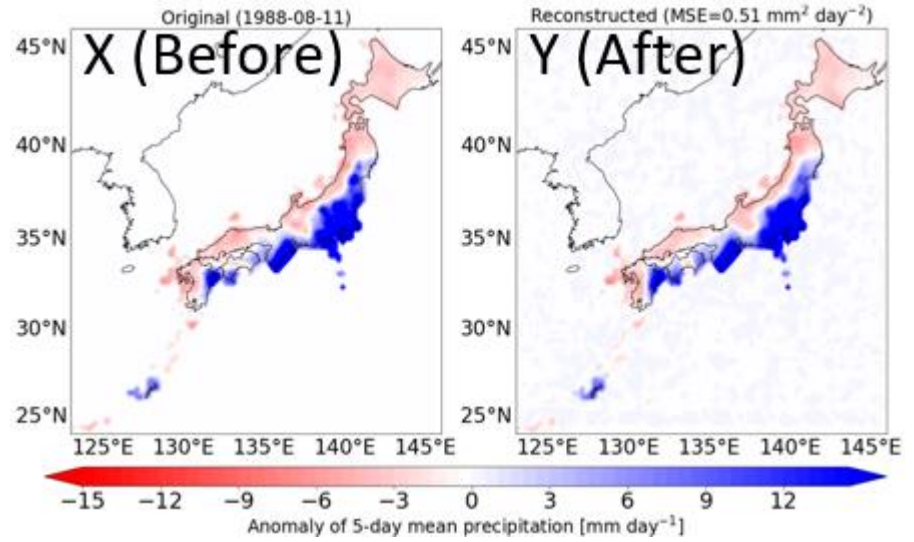 Original (1988-08-11)
Reconstructed (MSE=0.51 mm² day⁻²)
X (Before)
Y (After)
45°N
40°N
35°N
30°N
25°N
125°E 130°E 135°E 140°E 145°E
45°N
40°N
35°N
30°N
25°N
125°E 130°E 135°E 140°E 145°E
−15 −12 −9 −6 −3 0 3 6 9 12
Anomaly of 5-day mean precipitation [mm day⁻¹]